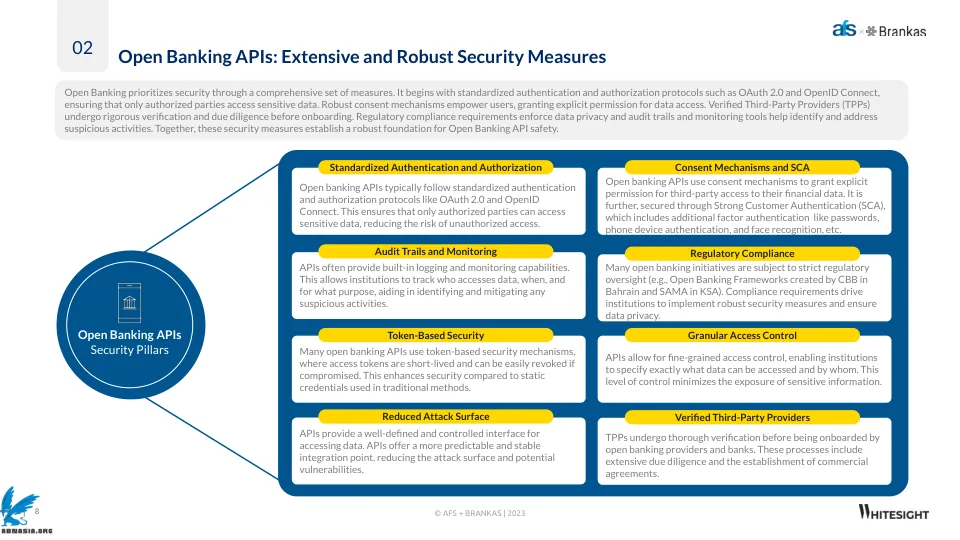 02
afs × Brankas
Open Banking APIs: Extensive and Robust Security Measures
Open Banking prioritizes security through a comprehensive set of measures. It begins with standardized authentication and authorization protocols such as OAuth 2.0 and OpenID Connect,
ensuring that only authorized parties access sensitive data. Robust consent mechanisms empower users, granting explicit permission for data access. Verified Third-Party Providers (TPPs)
undergo rigorous verification and due diligence before onboarding. Regulatory compliance requirements enforce data privacy and audit trails and monitoring tools help identify and address
suspicious activities. Together, these security measures establish a robust foundation for Open Banking API safety.
Open Banking APIs
Security Pillars
Standardized Authentication and Authorization
Open banking APIs typically follow standardized authentication
and authorization protocols like OAuth 2.0 and OpenID
Connect. This ensures that only authorized parties can access
sensitive data, reducing the risk of unauthorized access.
Consent Mechanisms and SCA
Open banking APIs use consent mechanisms to grant explicit
permission for third-party access to their financial data. It is
further, secured through Strong Customer Authentication (SCA),
which includes additional factor authentication like passwords,
phone device authentication, and face recognition, etc.
Audit Trails and Monitoring
APIs often provide built-in logging and monitoring capabilities.
This allows institutions to track who accesses data, when, and
for what purpose, aiding in identifying and mitigating any
suspicious activities.
Regulatory Compliance
Many open banking initiatives are subject to strict regulatory
oversight (e.g., Open Banking Frameworks created by CBB in
Bahrain and SAMA in KSA). Compliance requirements drive
institutions to implement robust security measures and ensure
data privacy.
Token-Based Security
Many open banking APIs use token-based security mechanisms,
where access tokens are short-lived and can be easily revoked if
compromised. This enhances security compared to static
credentials used in traditional methods.
Granular Access Control
APIs allow for fine-grained access control, enabling institutions
to specify exactly what data can be accessed and by whom. This
level of control minimizes the exposure of sensitive information.
Reduced Attack Surface
APIs provide a well-defined and controlled interface for
accessing data. APIs offer a more predictable and stable
integration point, reducing the attack surface and potential
vulnerabilities.
Verified Third-Party Providers
TPPs undergo thorough verification before being onboarded by
open banking providers and banks. These processes include
extensive due diligence and the establishment of commercial
agreements.
8
ABMASIA.ORG
© AFS + BRANKAS | 2023
WHITESIGHT